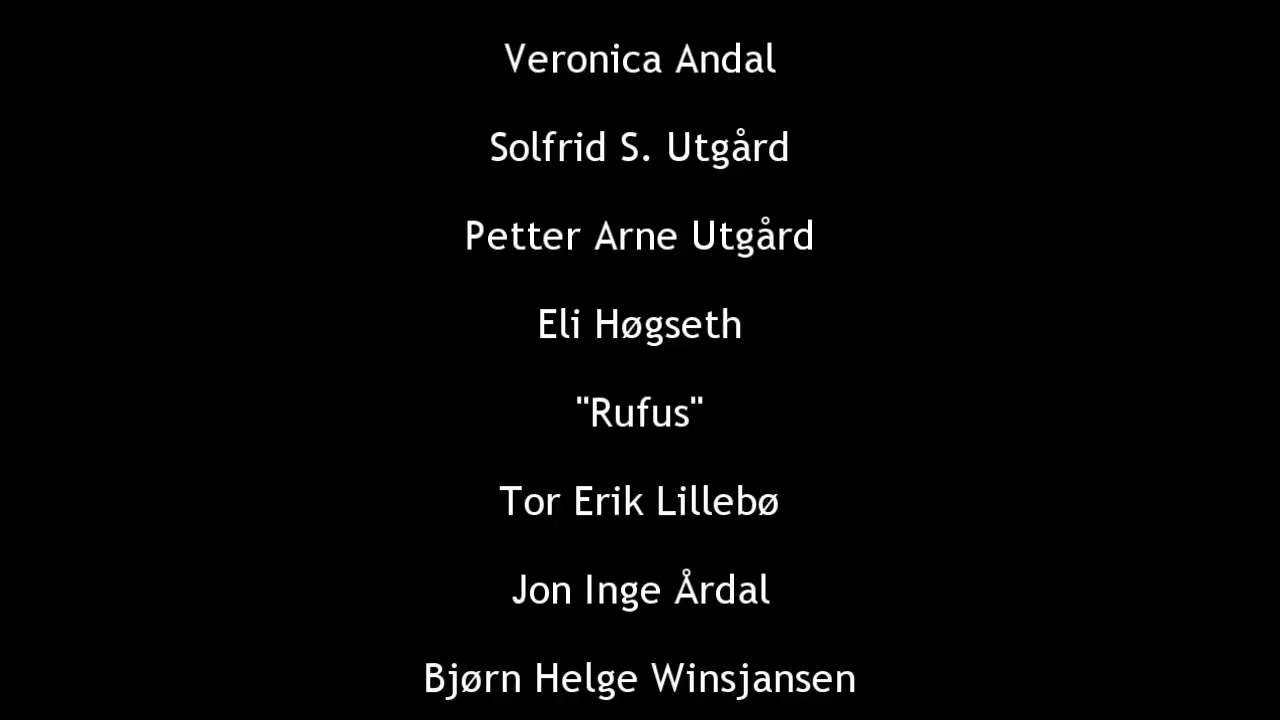 Veronica Andal
Solfrid S. Utgård
Petter Arne Utgård
Eli Høgseth
"Rufus"
Tor Erik Lillebø
Jon Inge Årdal
Bjørn Helge Winsjansen